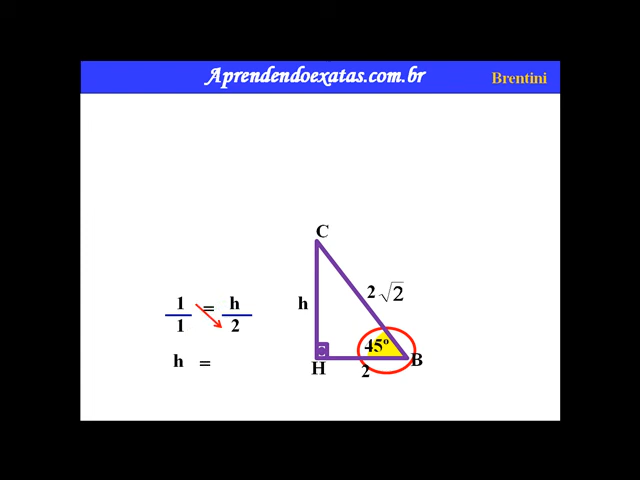 Aprendendoexatas.com.br
Brentini
C
2 √2
h
1 = h
1 2
45º
h =
H
2
B